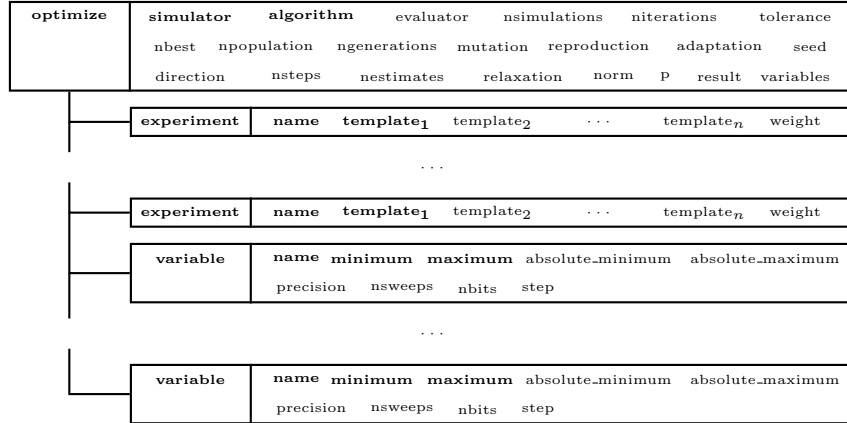 optimize simulator algorithm evaluator nsimulations niterations tolerance
nbest npopulation ngenerations mutation reproduction adaptation seed
direction nsteps nestimates relaxation norm p result variables
experiment name template₁ template₂ ··· templateₙ weight
···
experiment name template₁ template₂ ··· templateₙ weight
variable name minimum maximum absolute_minimum absolute_maximum
precision nsweeps nbits step
···
variable name minimum maximum absolute_minimum absolute_maximum
precision nsweeps nbits step